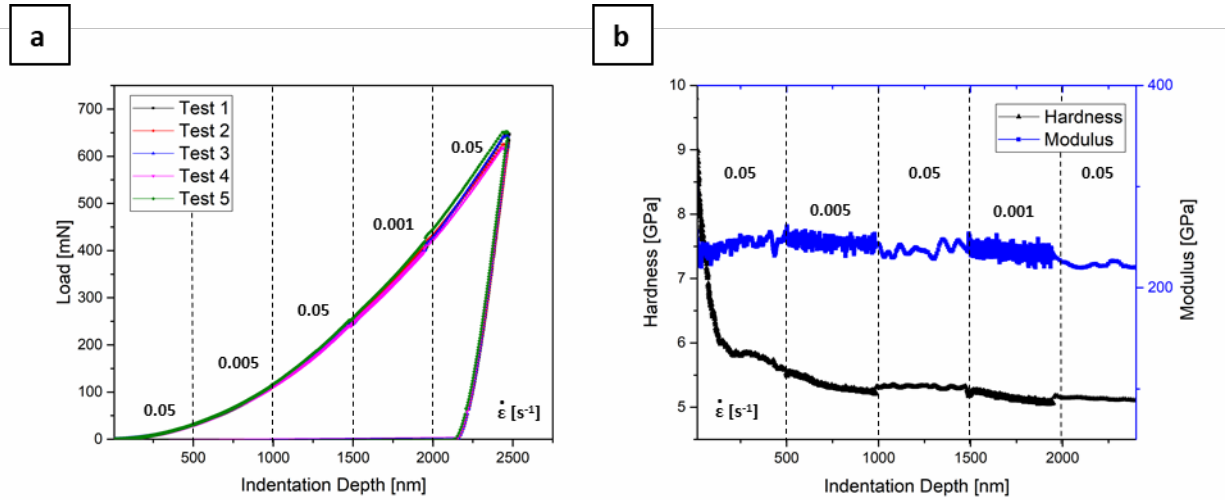 a
Load [mN]
700
600
500
400
300
200
100
0
Test 1
Test 2
Test 3
Test 4
Test 5
0.05
0.005
0.05
0.001
0.05
ε̇ [s⁻¹]
500
1000
1500
2000
2500
Indentation Depth [nm]
b
Hardness [GPa]
10
9
8
7
6
5
Hardness
Modulus
0.05
0.005
0.05
0.001
0.05
ε̇ [s⁻¹]
400
200
Modulus [GPa]
500
1000
1500
2000
Indentation Depth [nm]